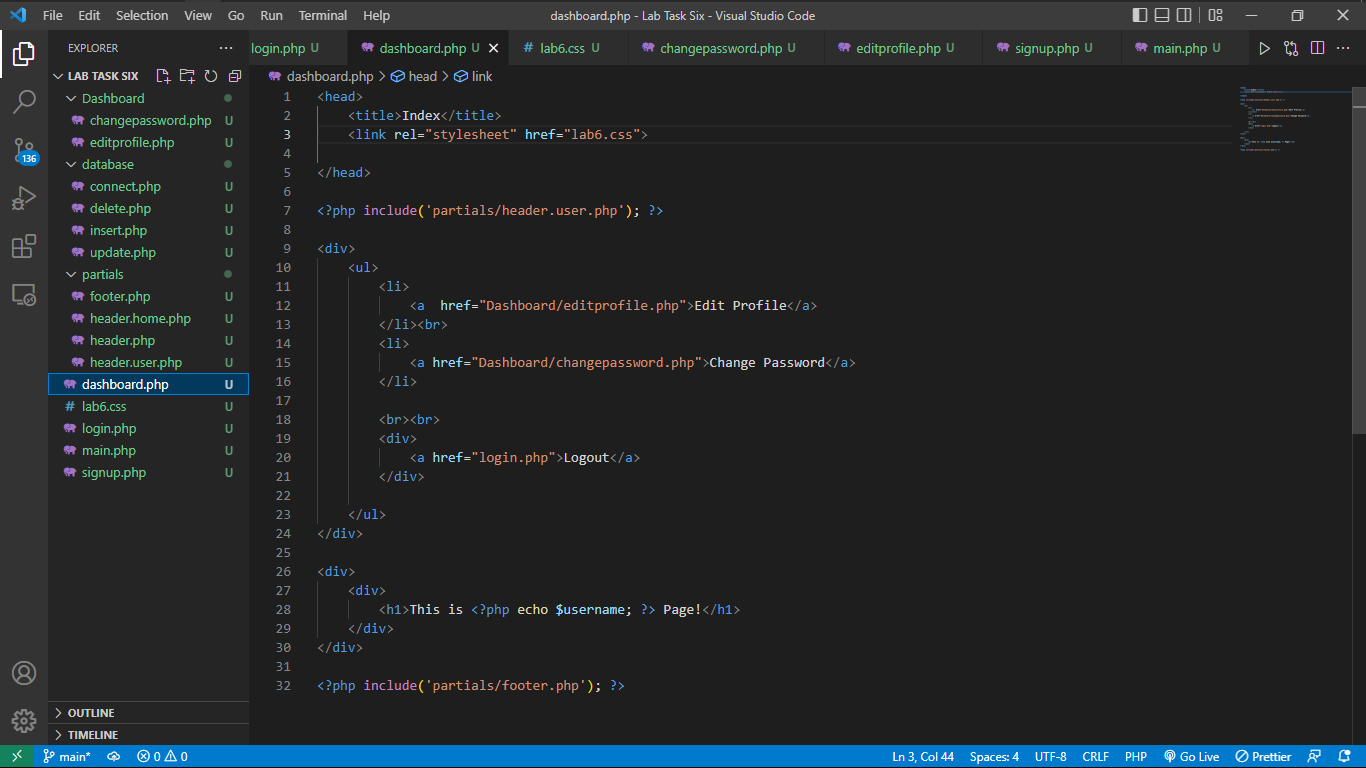 File Edit Selection View Go Run Terminal Help dashboard.php - Lab Task Six - Visual Studio Code
EXPLORER
login.php U dashboard.php U lab6.css U changepassword.php U editprofile.php U signup.php U main.php U
LAB TASK SIX
dashboard.php > head > link
Dashboard
changepassword.php U
editprofile.php U
database
connect.php U
delete.php U
insert.php U
update.php U
partials
footer.php U
header.home.php U
header.php U
header.user.php U
dashboard.php U
lab6.css U
login.php U
main.php U
signup.php U
136
OUTLINE
TIMELINE
1 <head>
2 <title>Index</title>
3 <link rel="stylesheet" href="lab6.css">
4
5 </head>
6
7 <?php include('partials/header.user.php'); ?>
8
9 <div>
10 <ul>
11 <li>
12 <a  href="Dashboard/editprofile.php">Edit Profile</a>
13 </li><br>
14 <li>
15 <a href="Dashboard/changepassword.php">Change Password</a>
16 </li>
17
18 <br><br>
19 <div>
20 <a href="login.php">Logout</a>
21 </div>
22
23 </ul>
24 </div>
25
26 <div>
27 <div>
28 <h1>This is <?php echo $username; ?> Page!</h1>
29 </div>
30 </div>
31
32 <?php include('partials/footer.php'); ?>
main* 0 0 Ln 3, Col 44 Spaces: 4 UTF-8 CRLF PHP Go Live Prettier